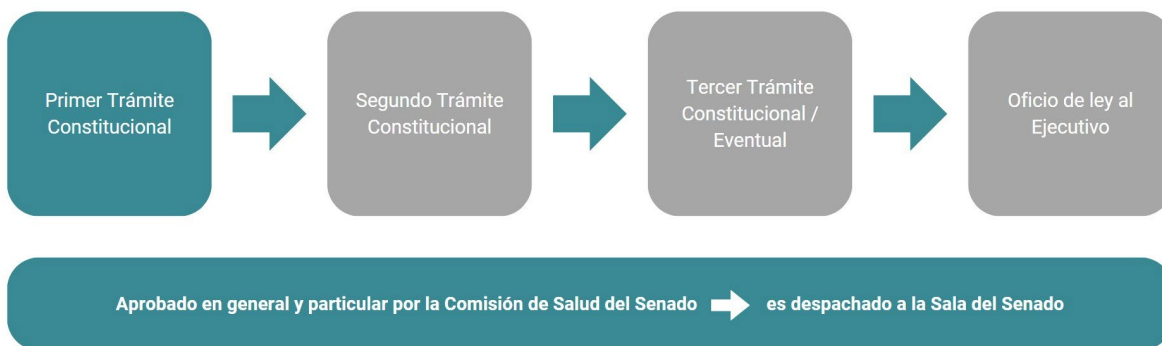 Primer Trámite
Constitucional
Segundo Trámite
Constitucional
Tercer Trámite
Constitucional /
Eventual
Oficio de ley al
Ejecutivo
Aprobado en general y particular por la Comisión de Salud del Senado es despachado a la Sala del Senado